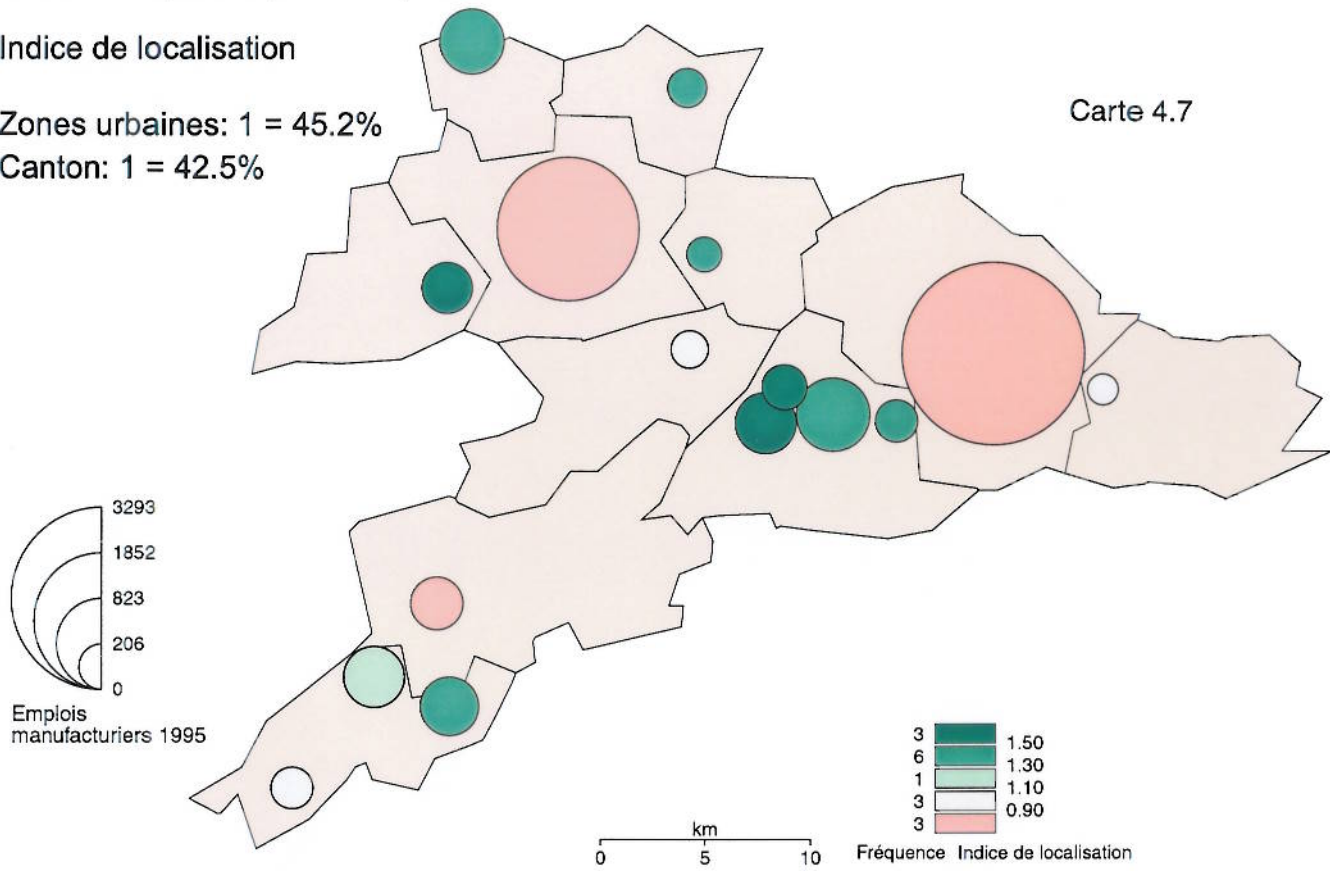 Indice de localisation
Zones urbaines: 1 = 45.2%
Canton: 1 = 42.5%
Carte 4.7
3293
1852
823
206
0
Emplois
manufacturiers 1995
km
0 5 10
3
6
1
3
3
1.50
1.30
1.10
0.90
Fréquence Indice de localisation